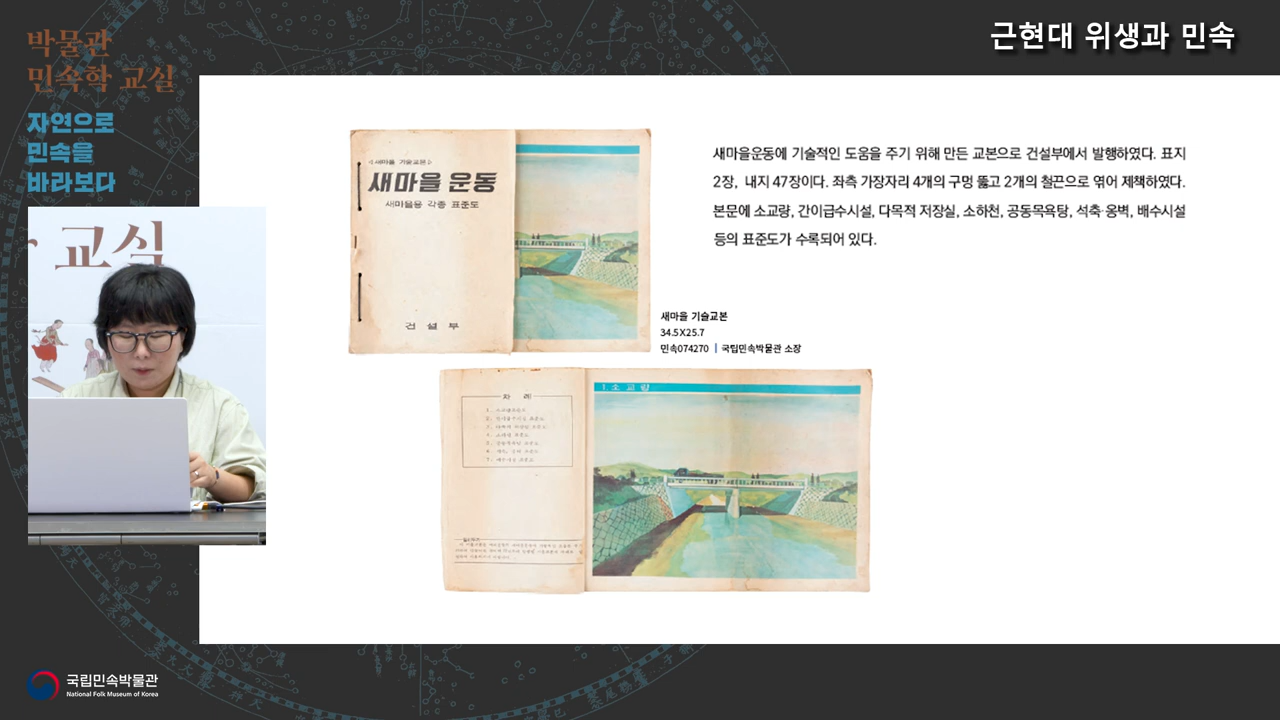 근현대 위생과 민속
박물관
민속학 교실
자연으로
민속을
바라보다
교실
<새마을 기술교본>
새마을 운동
새마을용 각종 표준도
건 설 부
새마을운동에 기술적인 도움을 주기 위해 만든 교본으로 건설부에서 발행하였다. 표지
2장, 내지 47장이다. 좌측 가장자리 4개의 구멍 뚫고 2개의 철끈으로 엮어 제책하였다.
본문에 소교량, 간이급수시설, 다목적 저장실, 소하천, 공동목욕탕, 석축·옹벽, 배수시설
등의 표준도가 수록되어 있다.
새마을 기술교본
34.5X25.7
민속074270 | 국립민속박물관 소장
차 례
1. 소 교 량
국립민속박물관
National Folk Museum of Korea